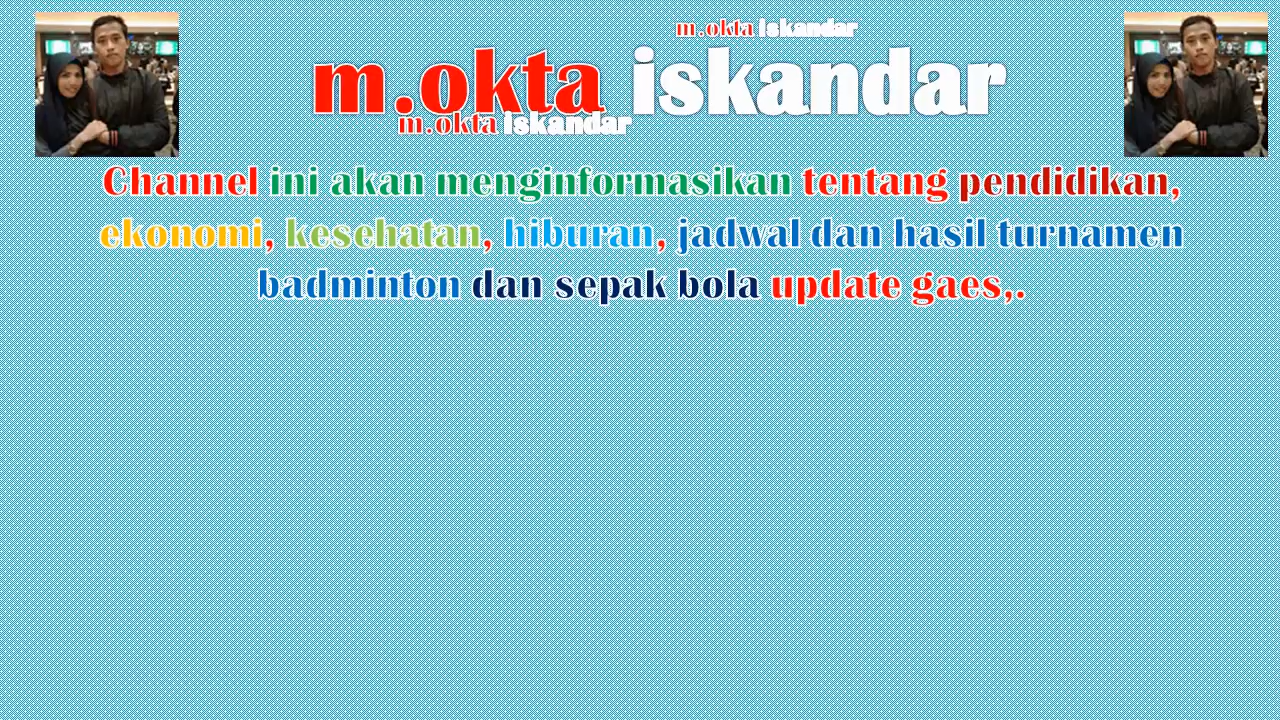 m.okta iskandar
m.okta iskandar
m.okta iskandar
Channel ini akan menginformasikan tentang pendidikan,
ekonomi, kesehatan, hiburan, jadwal dan hasil turnamen
badminton dan sepak bola update gaes,.